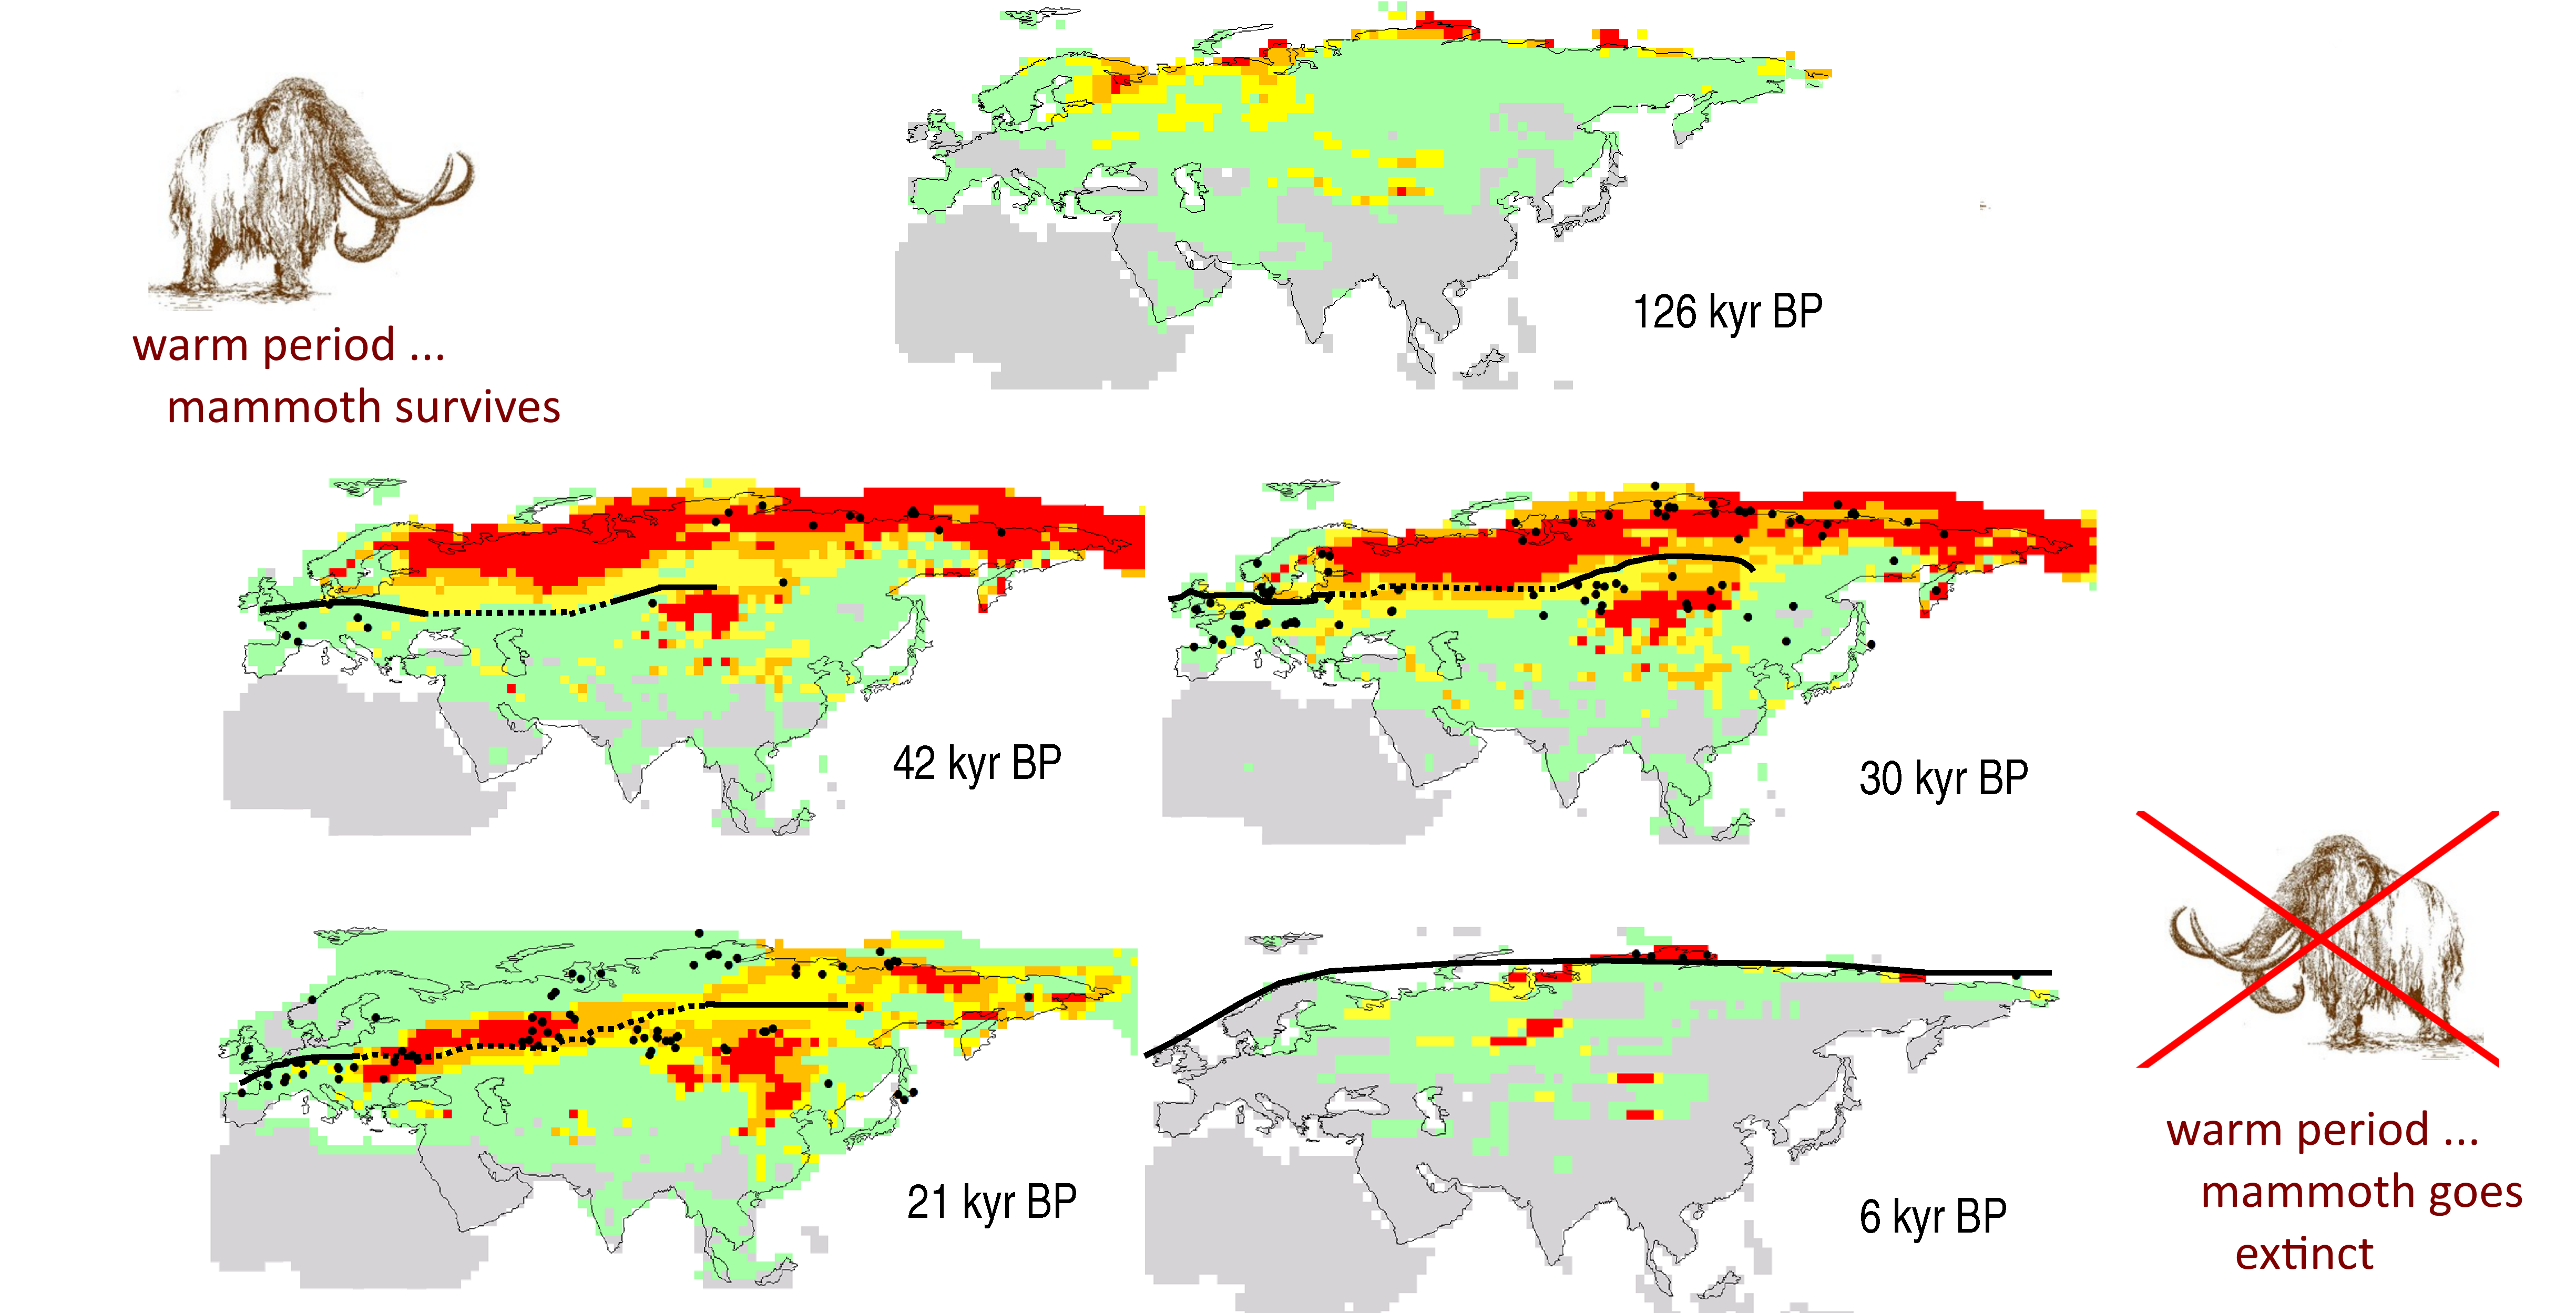 126 kyr BP
warm period ...
mammoth survives
42 kyr BP
30 kyr BP
21 kyr BP
6 kyr BP
warm period ...
mammoth goes
extinct